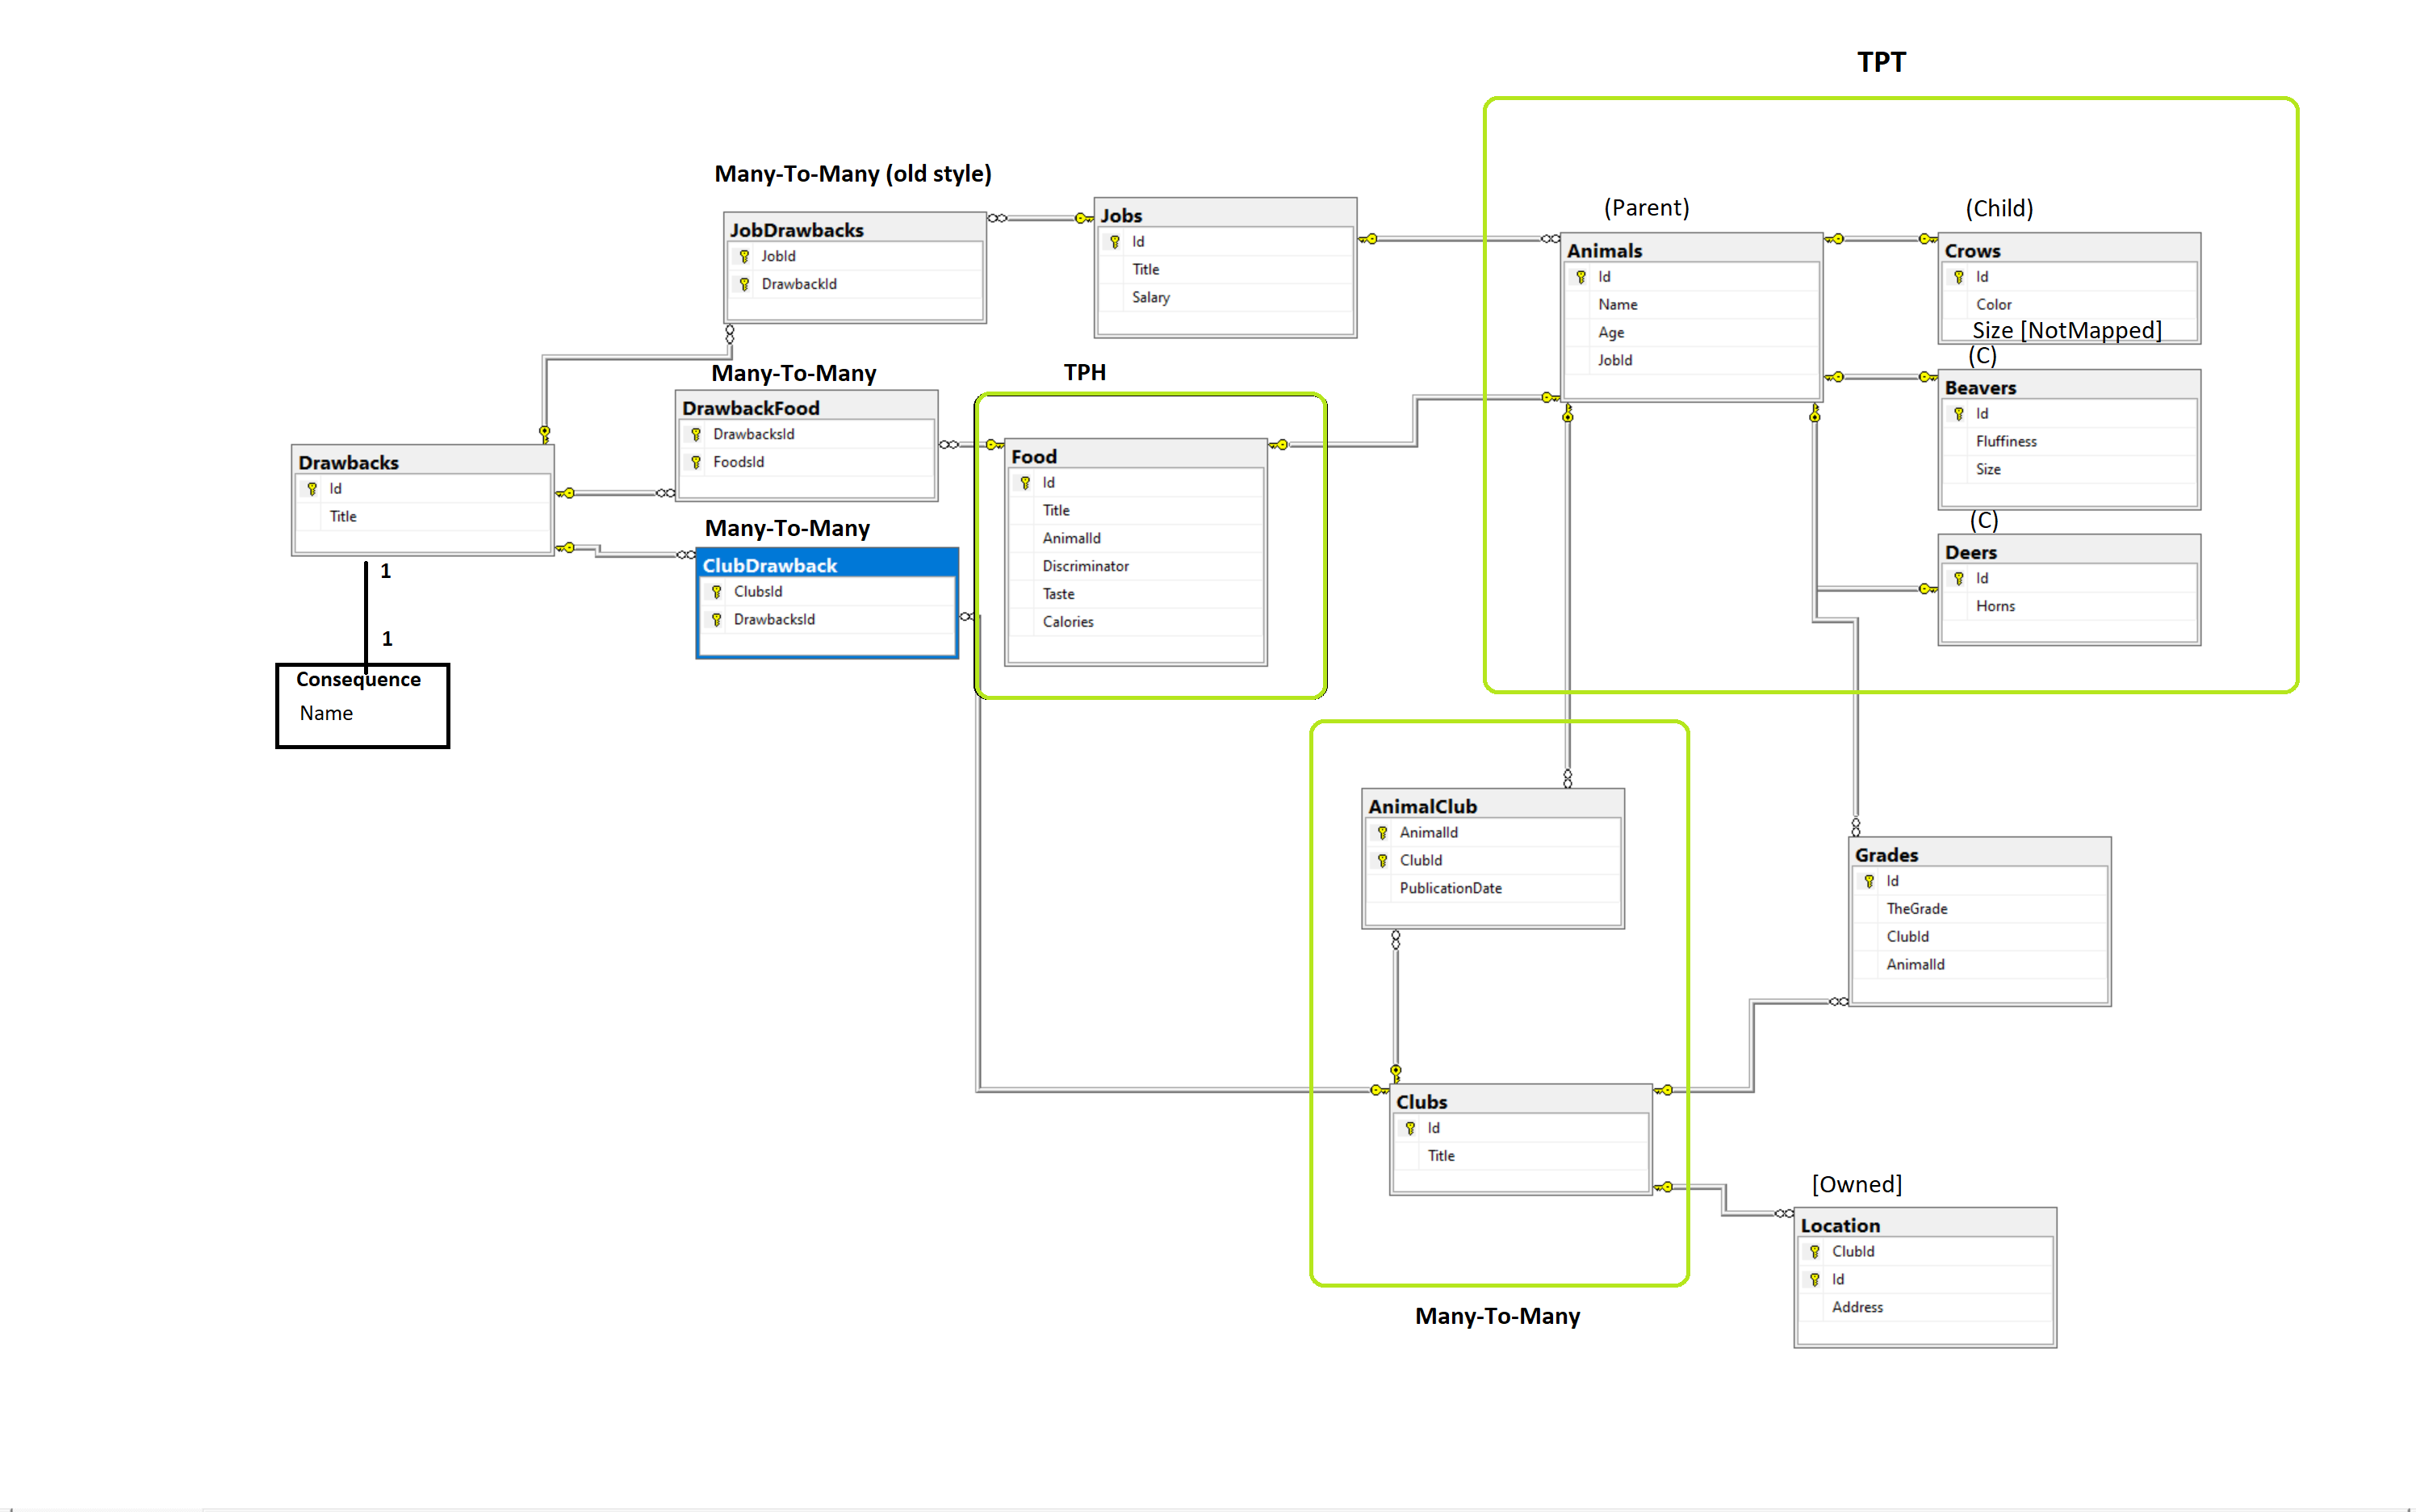 TPT
Many-To-Many (old style)
JobDrawbacks
JobId
DrawbackId
Jobs
Id
Title
Salary
(Parent)
Animals
Id
Name
Age
JobId
(Child)
Crows
Id
Color
Size [NotMapped]
(C)
Beavers
Id
Fluffiness
Size
(C)
Deers
Id
Horns
Many-To-Many
DrawbackFood
DrawbacksId
FoodsId
TPH
Food
Id
Title
AnimalId
Discriminator
Taste
Calories
Drawbacks
Id
Title
Many-To-Many
ClubDrawback
ClubsId
DrawbacksId
1
1
Consequence
Name
AnimalClub
AnimalId
ClubId
PublicationDate
Grades
Id
TheGrade
ClubId
AnimalId
Clubs
Id
Title
[Owned]
Location
ClubId
Id
Address
Many-To-Many